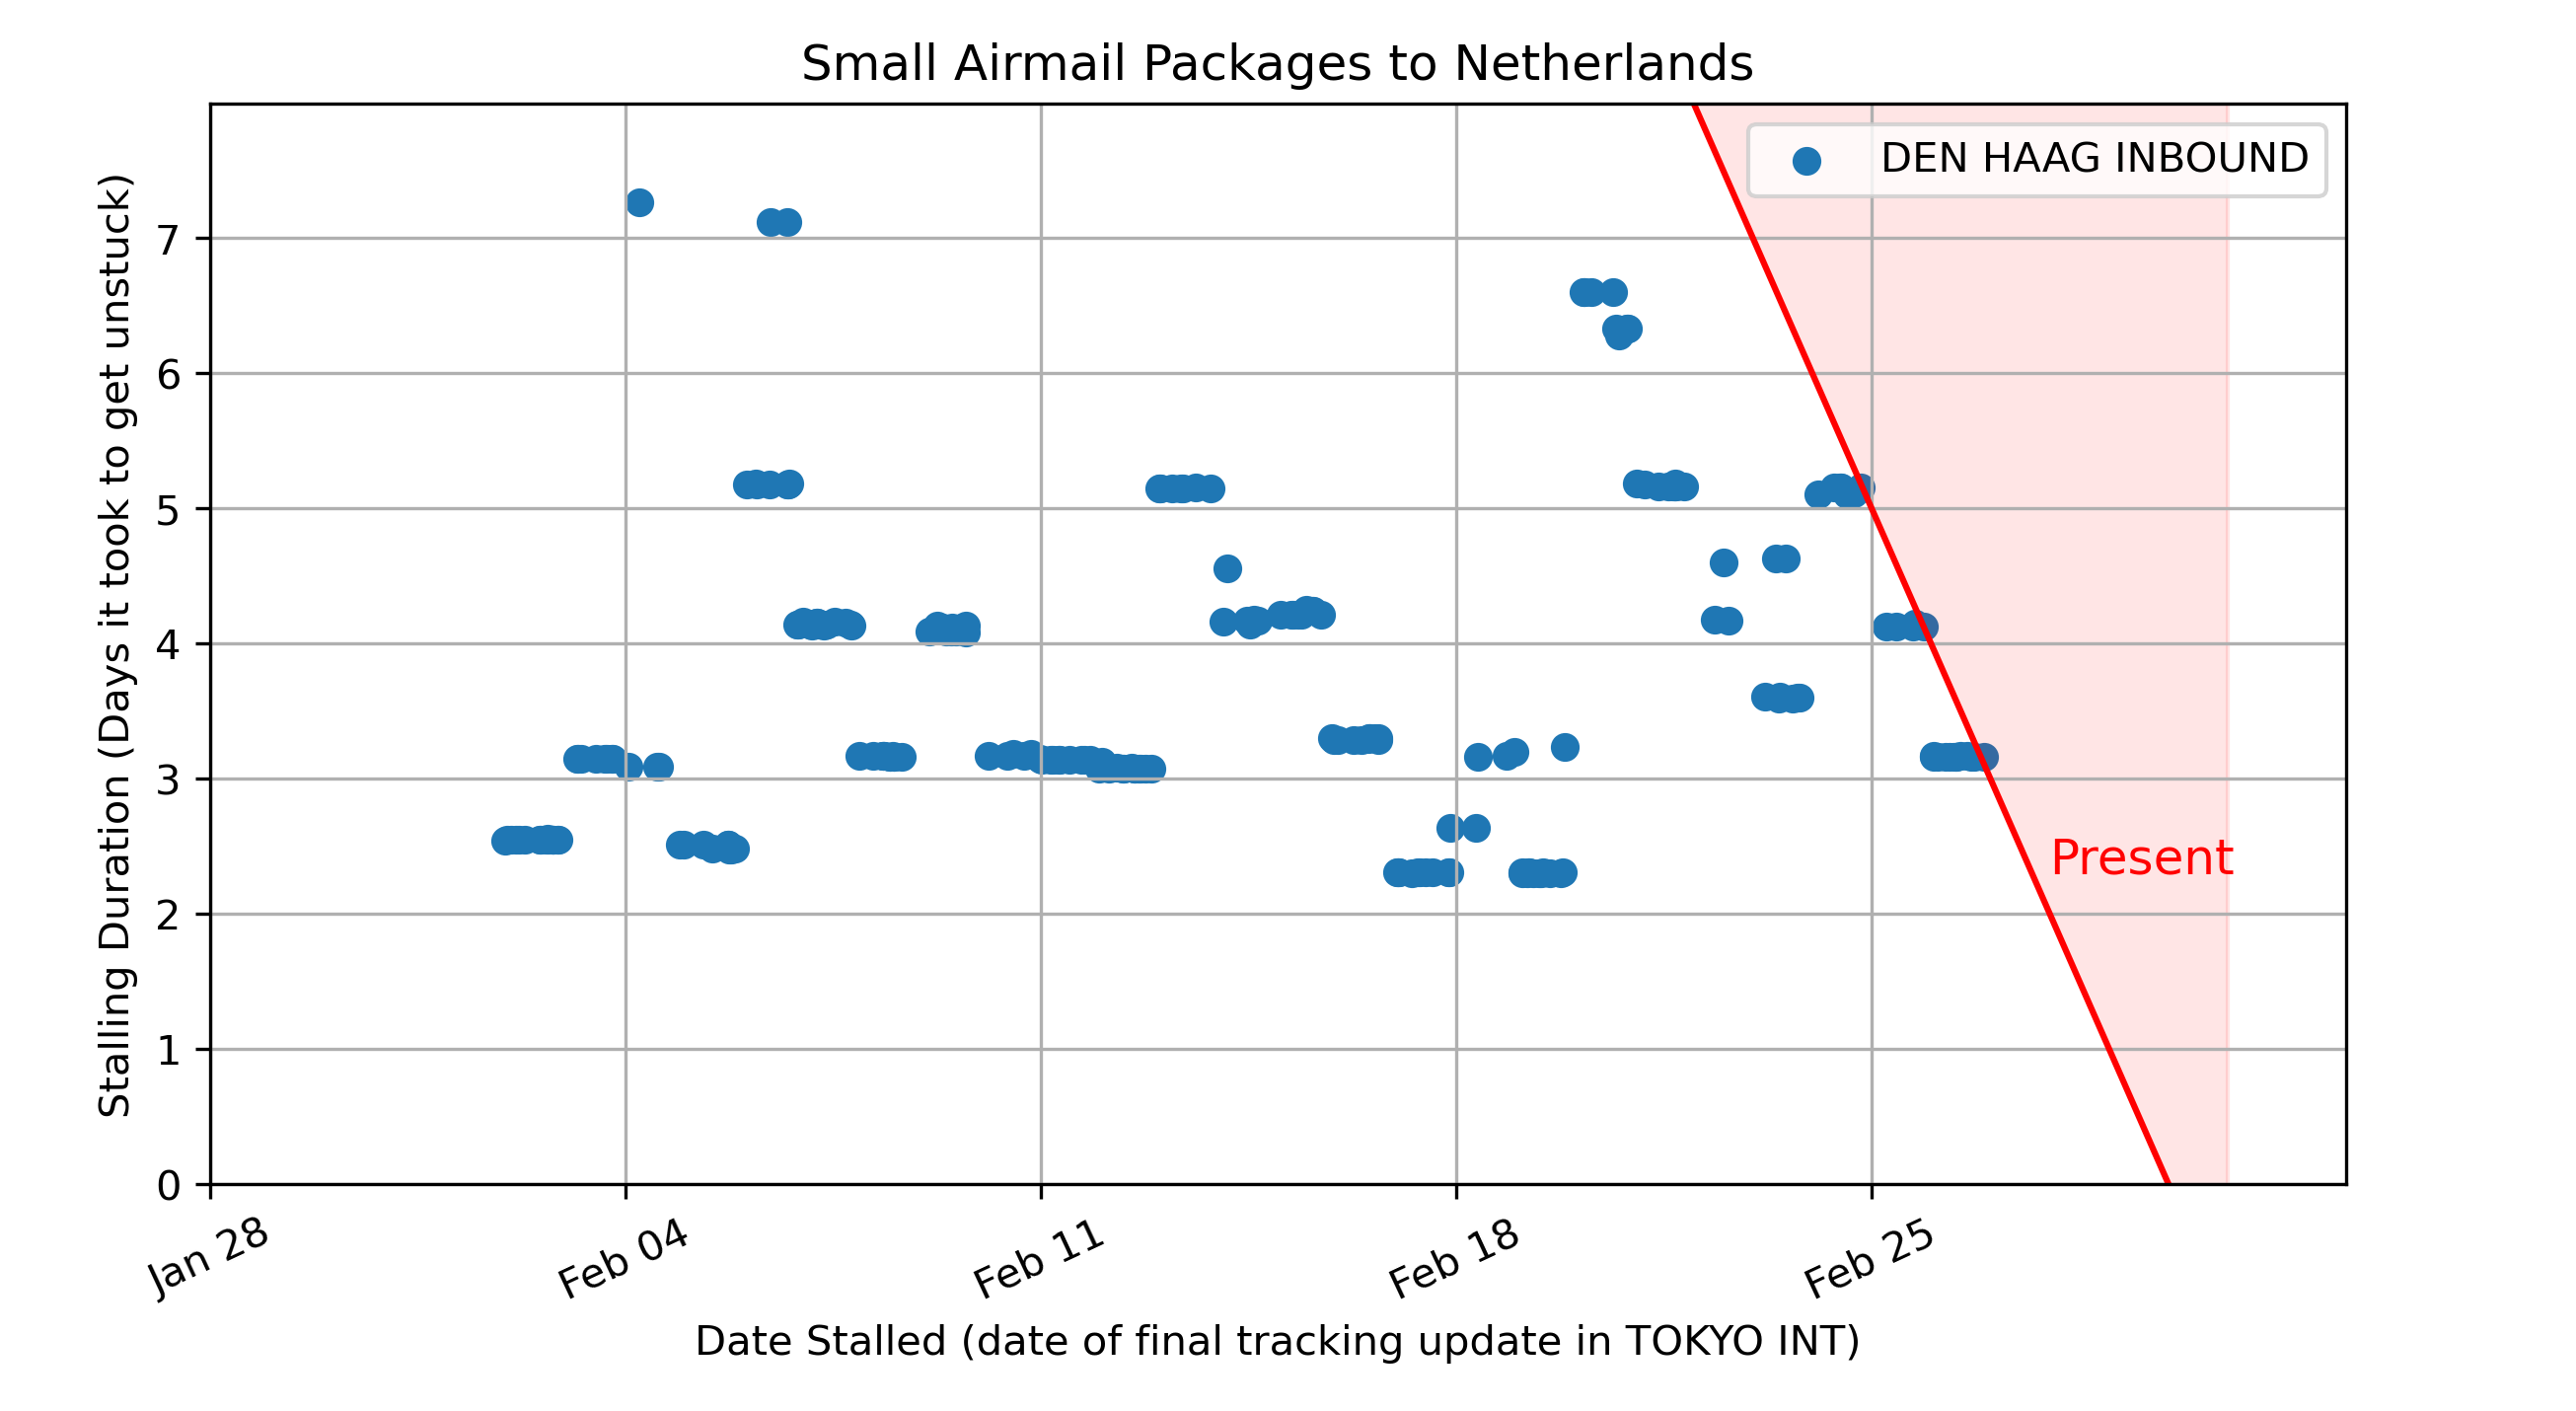 Small Airmail Packages to Netherlands
DEN HAAG INBOUND
Stalling Duration (Days it took to get unstuck)
7
6
5
4
3
2
1
0
Present
Jan 28
Feb 04
Feb 11
Feb 18
Feb 25
Date Stalled (date of final tracking update in TOKYO INT)